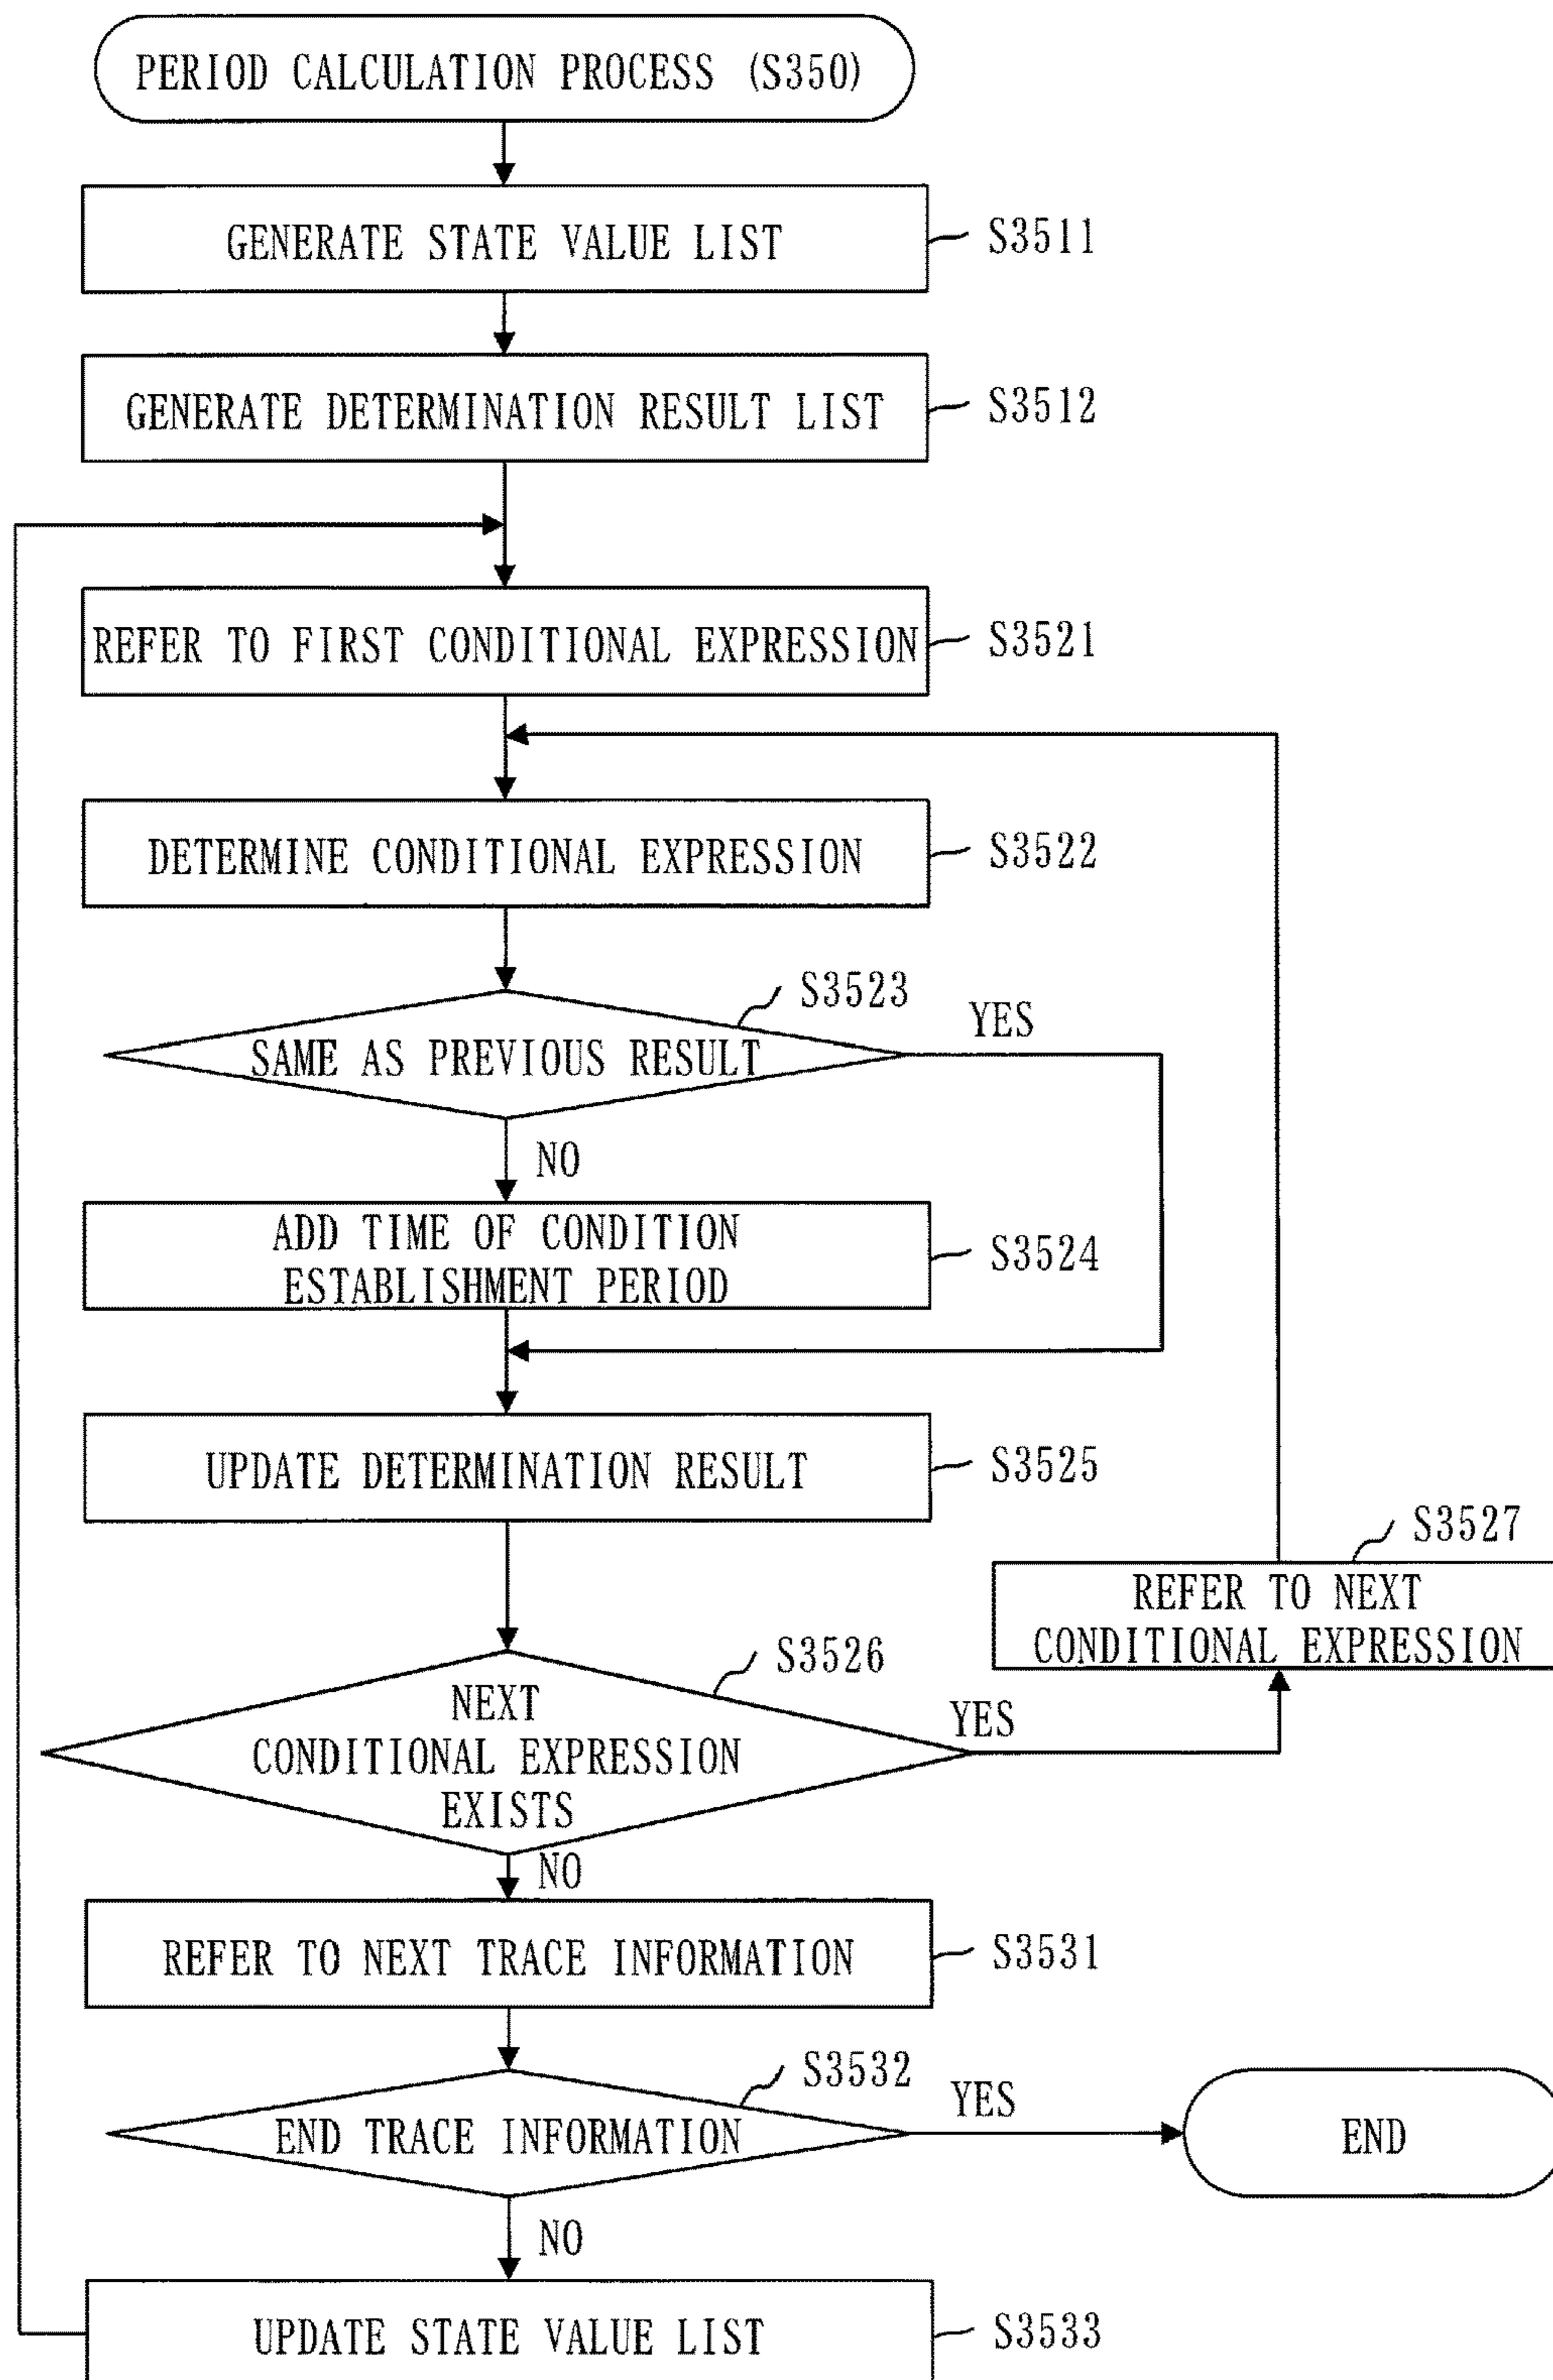 PERIOD CALCULATION PROCESS (S350)
GENERATE STATE VALUE LIST
S3511
GENERATE DETERMINATION RESULT LIST
S3512
REFER TO FIRST CONDITIONAL EXPRESSION
S3521
DETERMINE CONDITIONAL EXPRESSION
S3522
S3523
SAME AS PREVIOUS RESULT
YES
NO
ADD TIME OF CONDITION
ESTABLISHMENT PERIOD
S3524
UPDATE DETERMINATION RESULT
S3525
S3527
REFER TO NEXT
CONDITIONAL EXPRESSION
S3526
NEXT
CONDITIONAL EXPRESSION
EXISTS
YES
NO
REFER TO NEXT TRACE INFORMATION
S3531
S3532
END TRACE INFORMATION
YES
END
NO
UPDATE STATE VALUE LIST
S3533